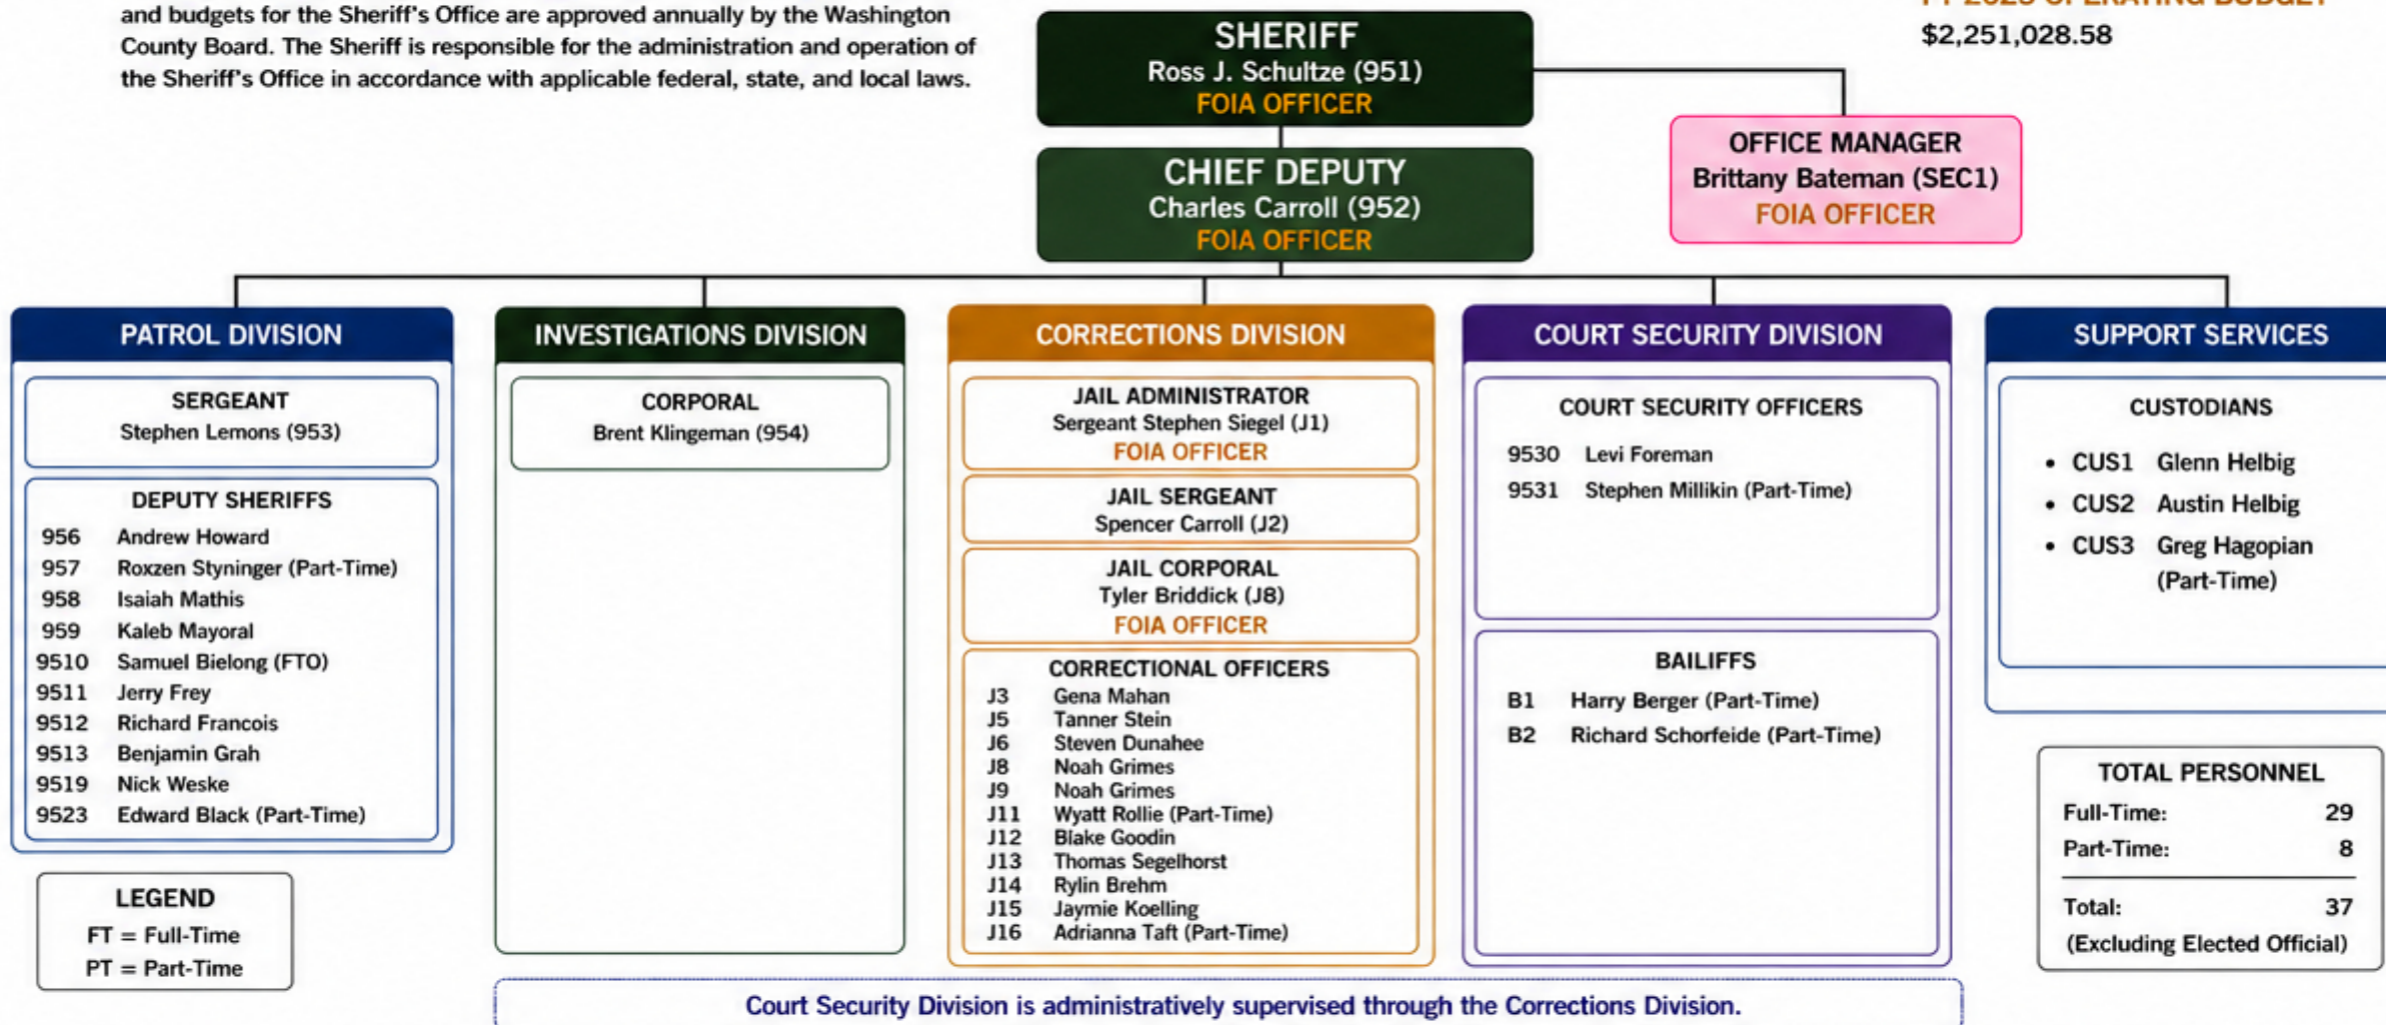 and budgets for the Sheriff's Office are approved annually by the Washington
County Board. The Sheriff is responsible for the administration and operation of
the Sheriff's Office in accordance with applicable federal, state, and local laws.
OPERATING BUDGET
$2,251,028.58
SHERIFF
Ross J. Schultze (951)
FOIA OFFICER
OFFICE MANAGER
Brittany Bateman (SEC1)
FOIA OFFICER
CHIEF DEPUTY
Charles Carroll (952)
FOIA OFFICER
PATROL DIVISION
SERGEANT
Stephen Lemons (953)
DEPUTY SHERIFFS
956 Andrew Howard
957 Roxzen Styninger (Part-Time)
958 Isaiah Mathis
959 Kaleb Mayoral
9510 Samuel Bielong (FTO)
9511 Jerry Frey
9512 Richard Francois
9513 Benjamin Grah
9519 Nick Weske
9523 Edward Black (Part-Time)
LEGEND
FT = Full-Time
PT = Part-Time
INVESTIGATIONS DIVISION
CORPORAL
Brent Klingeman (954)
CORRECTIONS DIVISION
JAIL ADMINISTRATOR
Sergeant Stephen Siegel (J1)
FOIA OFFICER
JAIL SERGEANT
Spencer Carroll (J2)
JAIL CORPORAL
Tyler Briddick (J8)
FOIA OFFICER
CORRECTIONAL OFFICERS
J3 Gena Mahan
J5 Tanner Stein
J6 Steven Dunahee
J8 Noah Grimes
J9 Noah Grimes
J11 Wyatt Rollie (Part-Time)
J12 Blake Goodin
J13 Thomas Segelhorst
J14 Rylin Brehm
J15 Jaymie Koelling
J16 Adrianna Taft (Part-Time)
COURT SECURITY DIVISION
COURT SECURITY OFFICERS
9530 Levi Foreman
9531 Stephen Millikin (Part-Time)
BAILIFFS
B1 Harry Berger (Part-Time)
B2 Richard Schorfeide (Part-Time)
SUPPORT SERVICES
CUSTODIANS
• CUS1 Glenn Helbig
• CUS2 Austin Helbig
• CUS3 Greg Hagopian
(Part-Time)
TOTAL PERSONNEL
Full-Time: 29
Part-Time: 8
Total: 37
(Excluding Elected Official)
Court Security Division is administratively supervised through the Corrections Division.